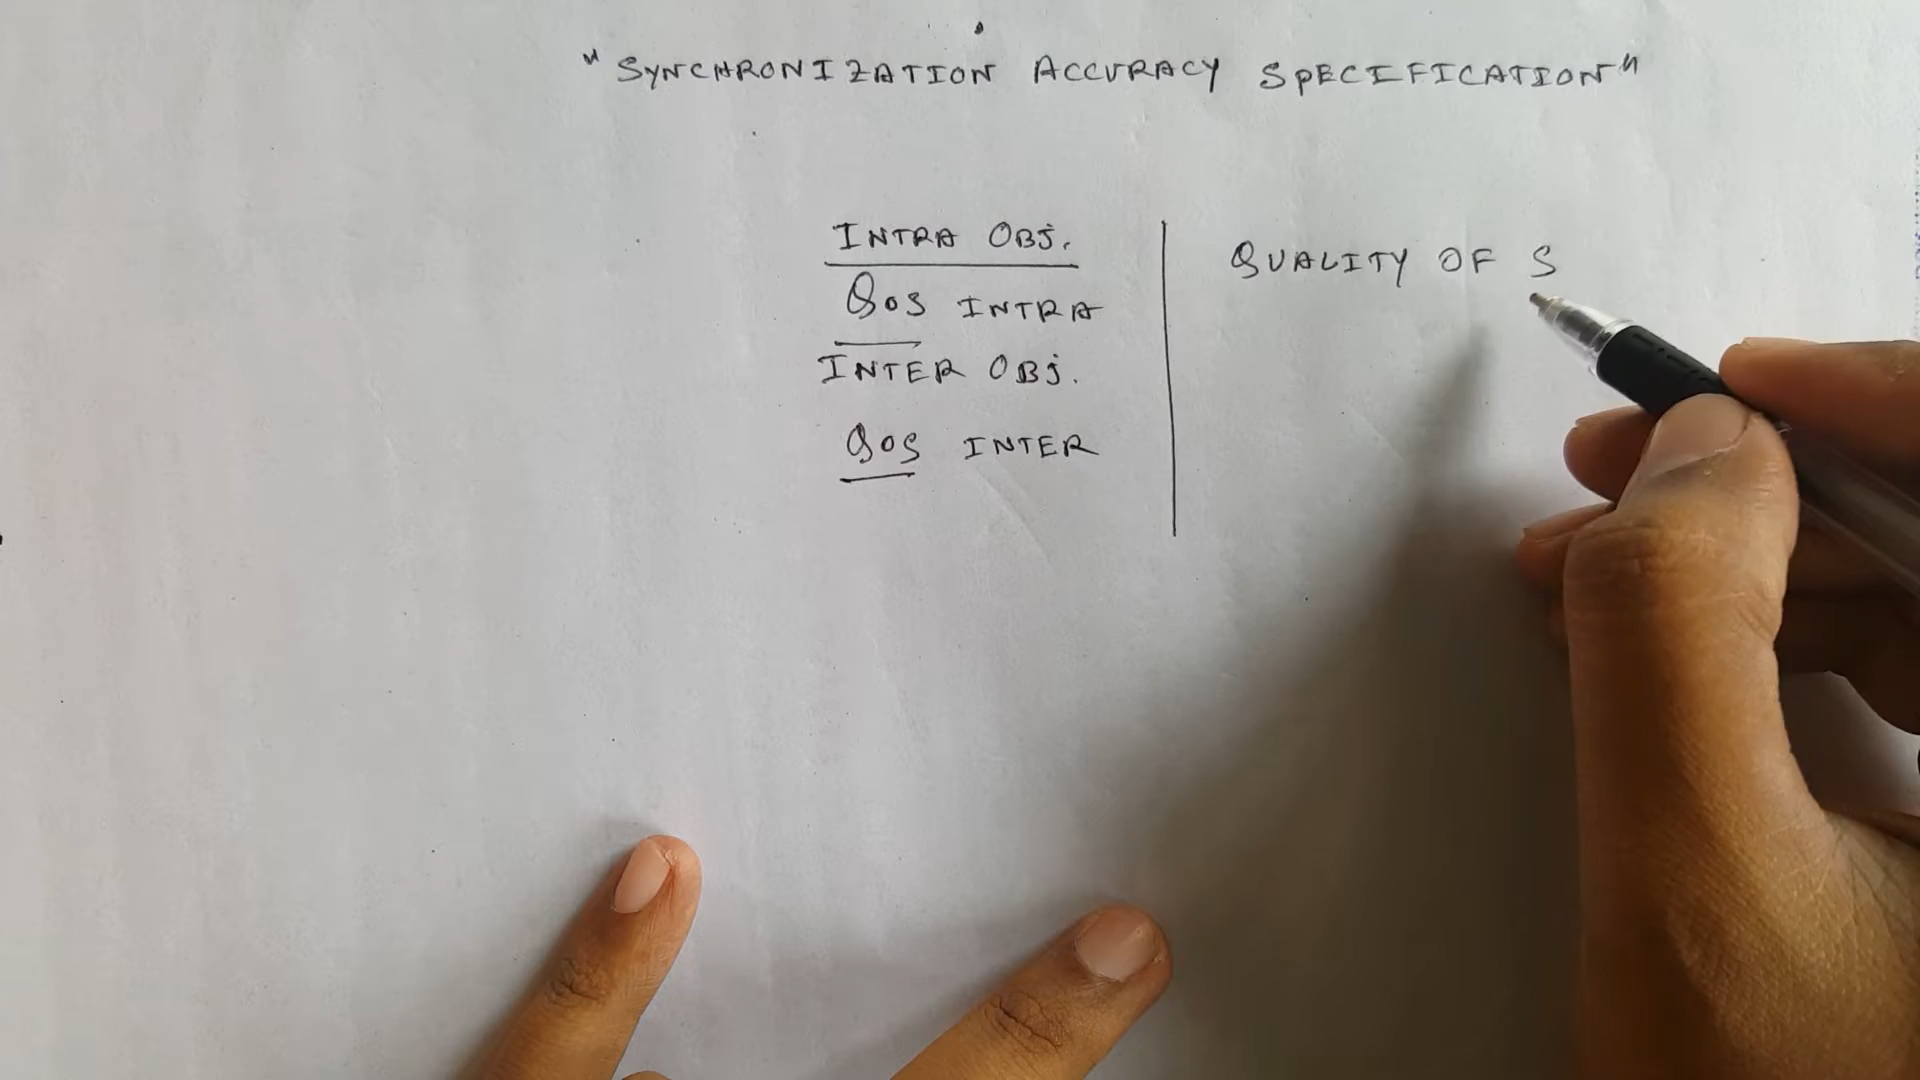 "SYNCHRONIZATION ACCURACY SPECIFICATION"
INTRA OBJ.
QOS INTRA
INTER OBJ.
QOS INTER
QUALITY OF S